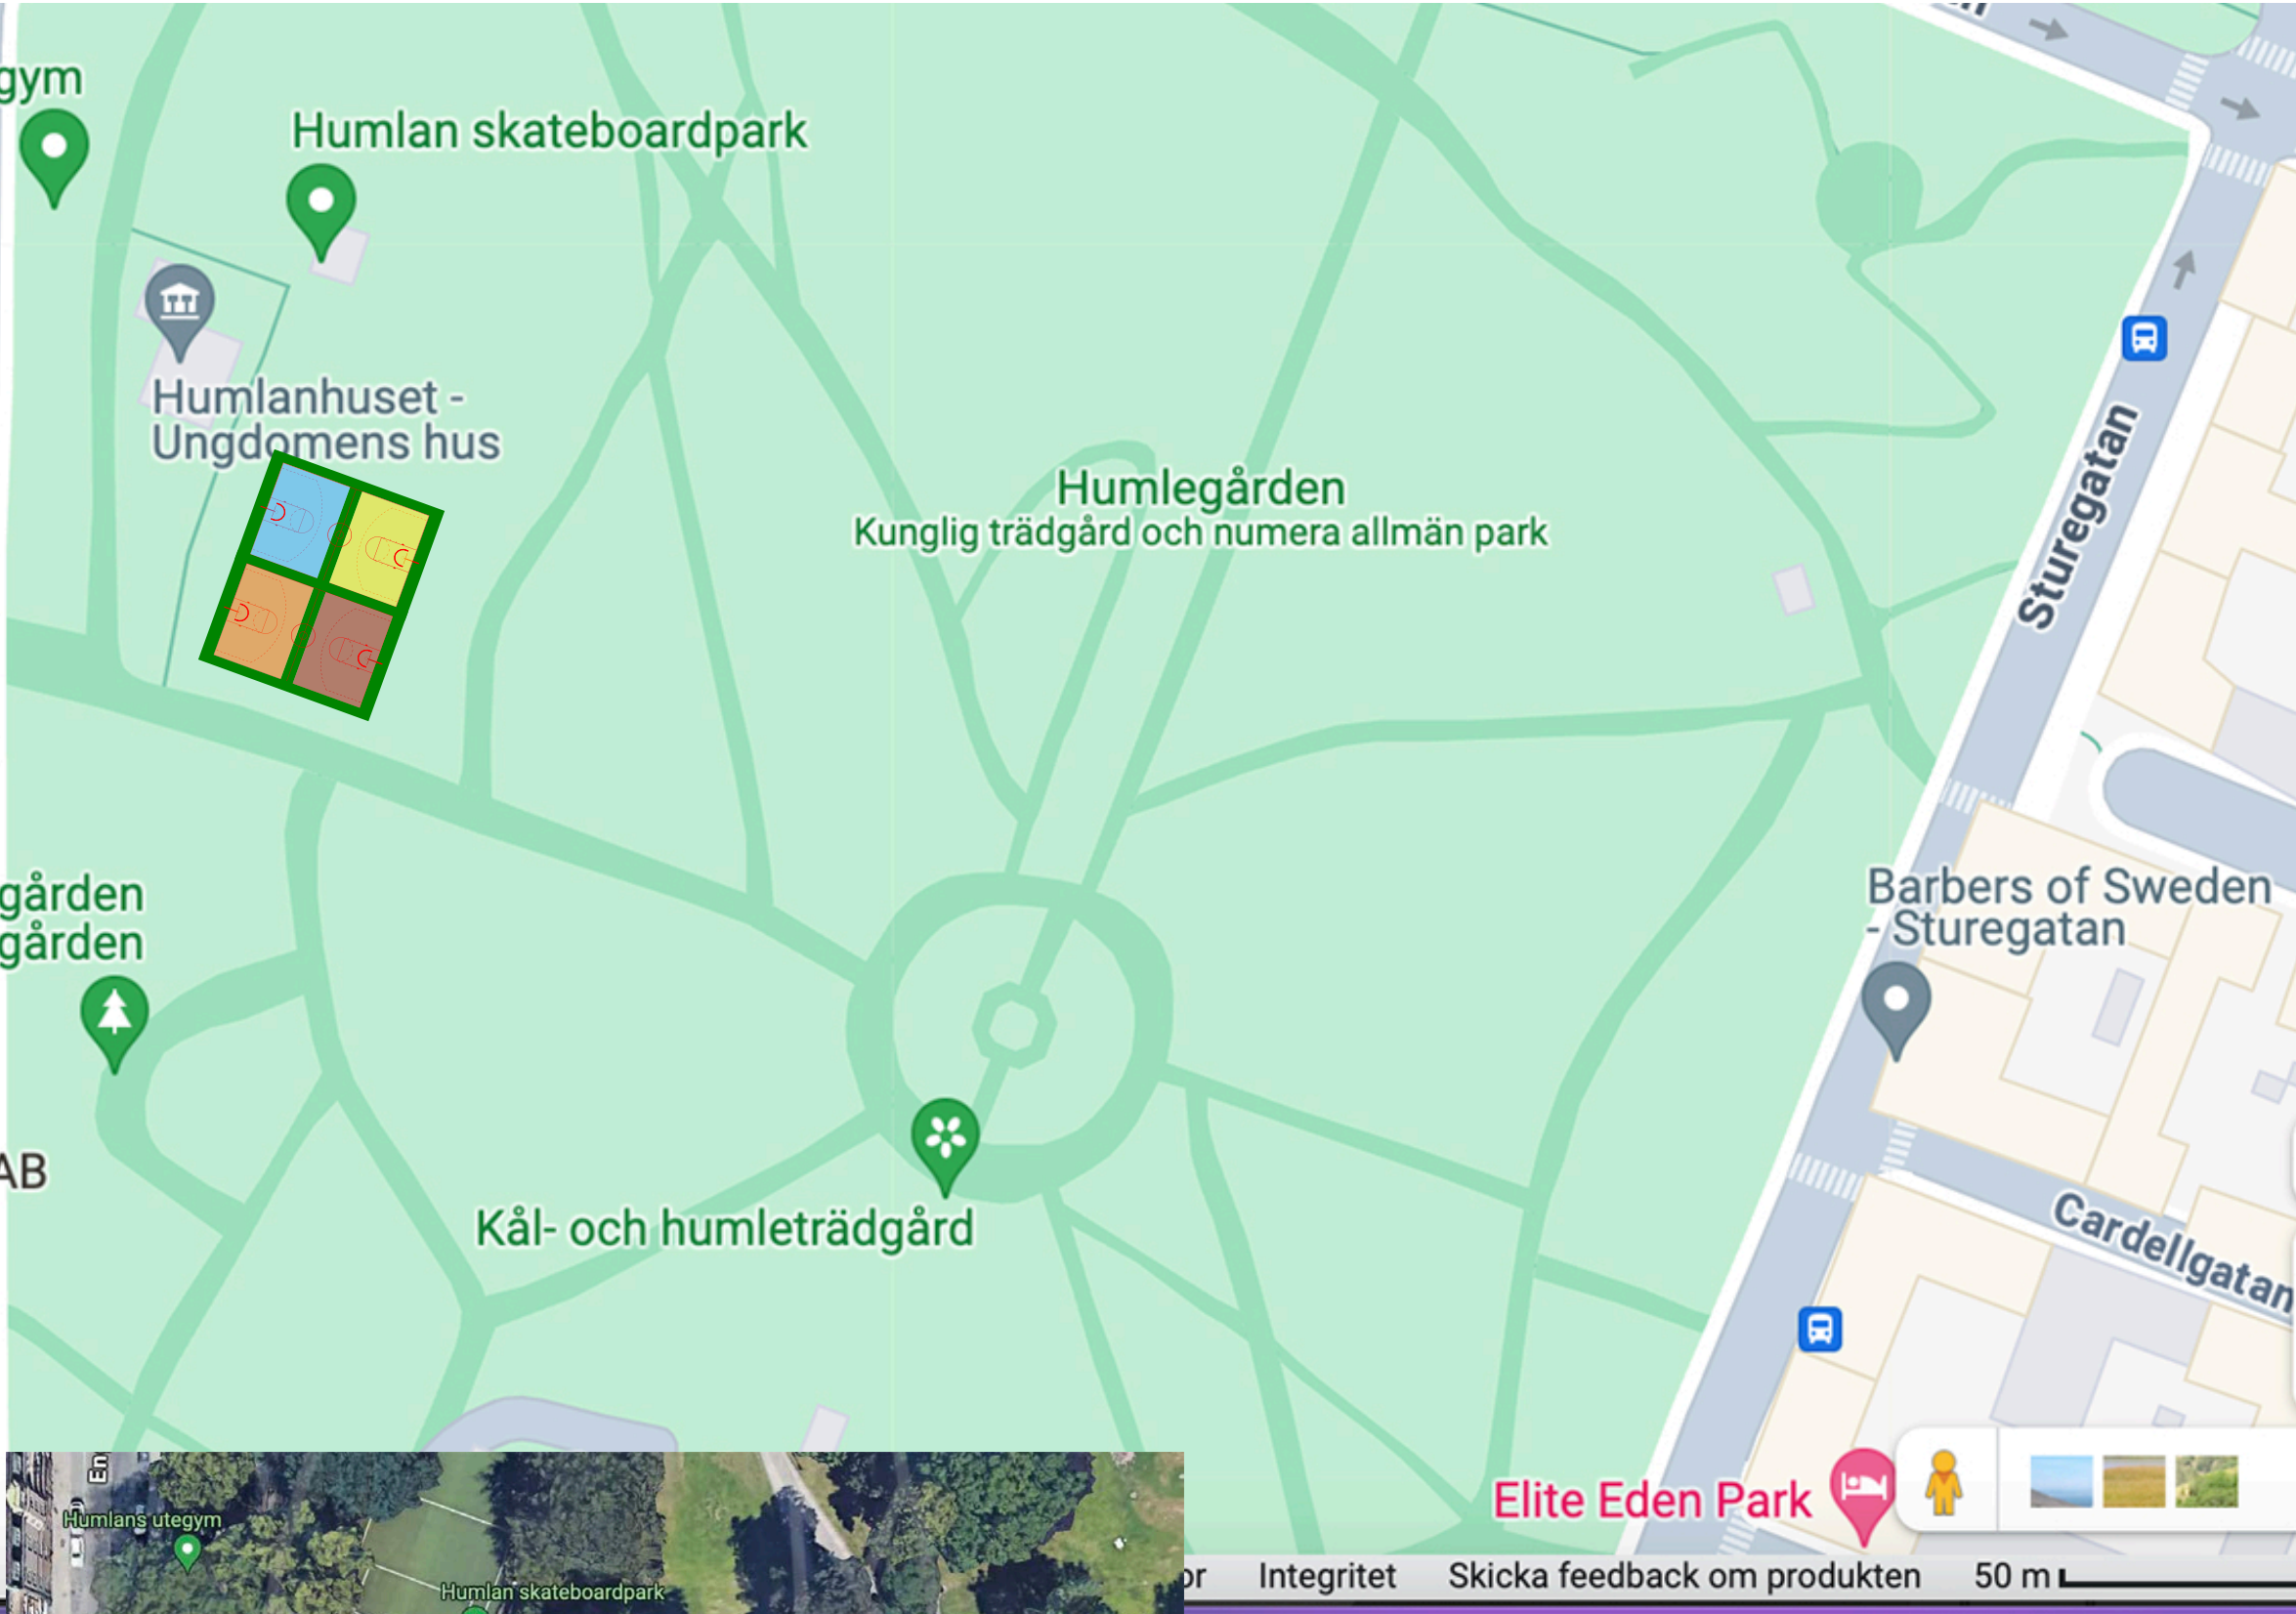 gym
Humlan skateboardpark
Humlanhuset -
Ungdomens hus
Humlegården
Kunglig trädgård och numera allmän park
Sturegatan
gården
gården
Barbers of Sweden
- Sturegatan
AB
Kål- och humleträdgård
Cardellgatan
En
Humlans utegym
Humlan skateboardpark
Elite Eden Park
or
Integritet
Skicka feedback om produkten
50 m